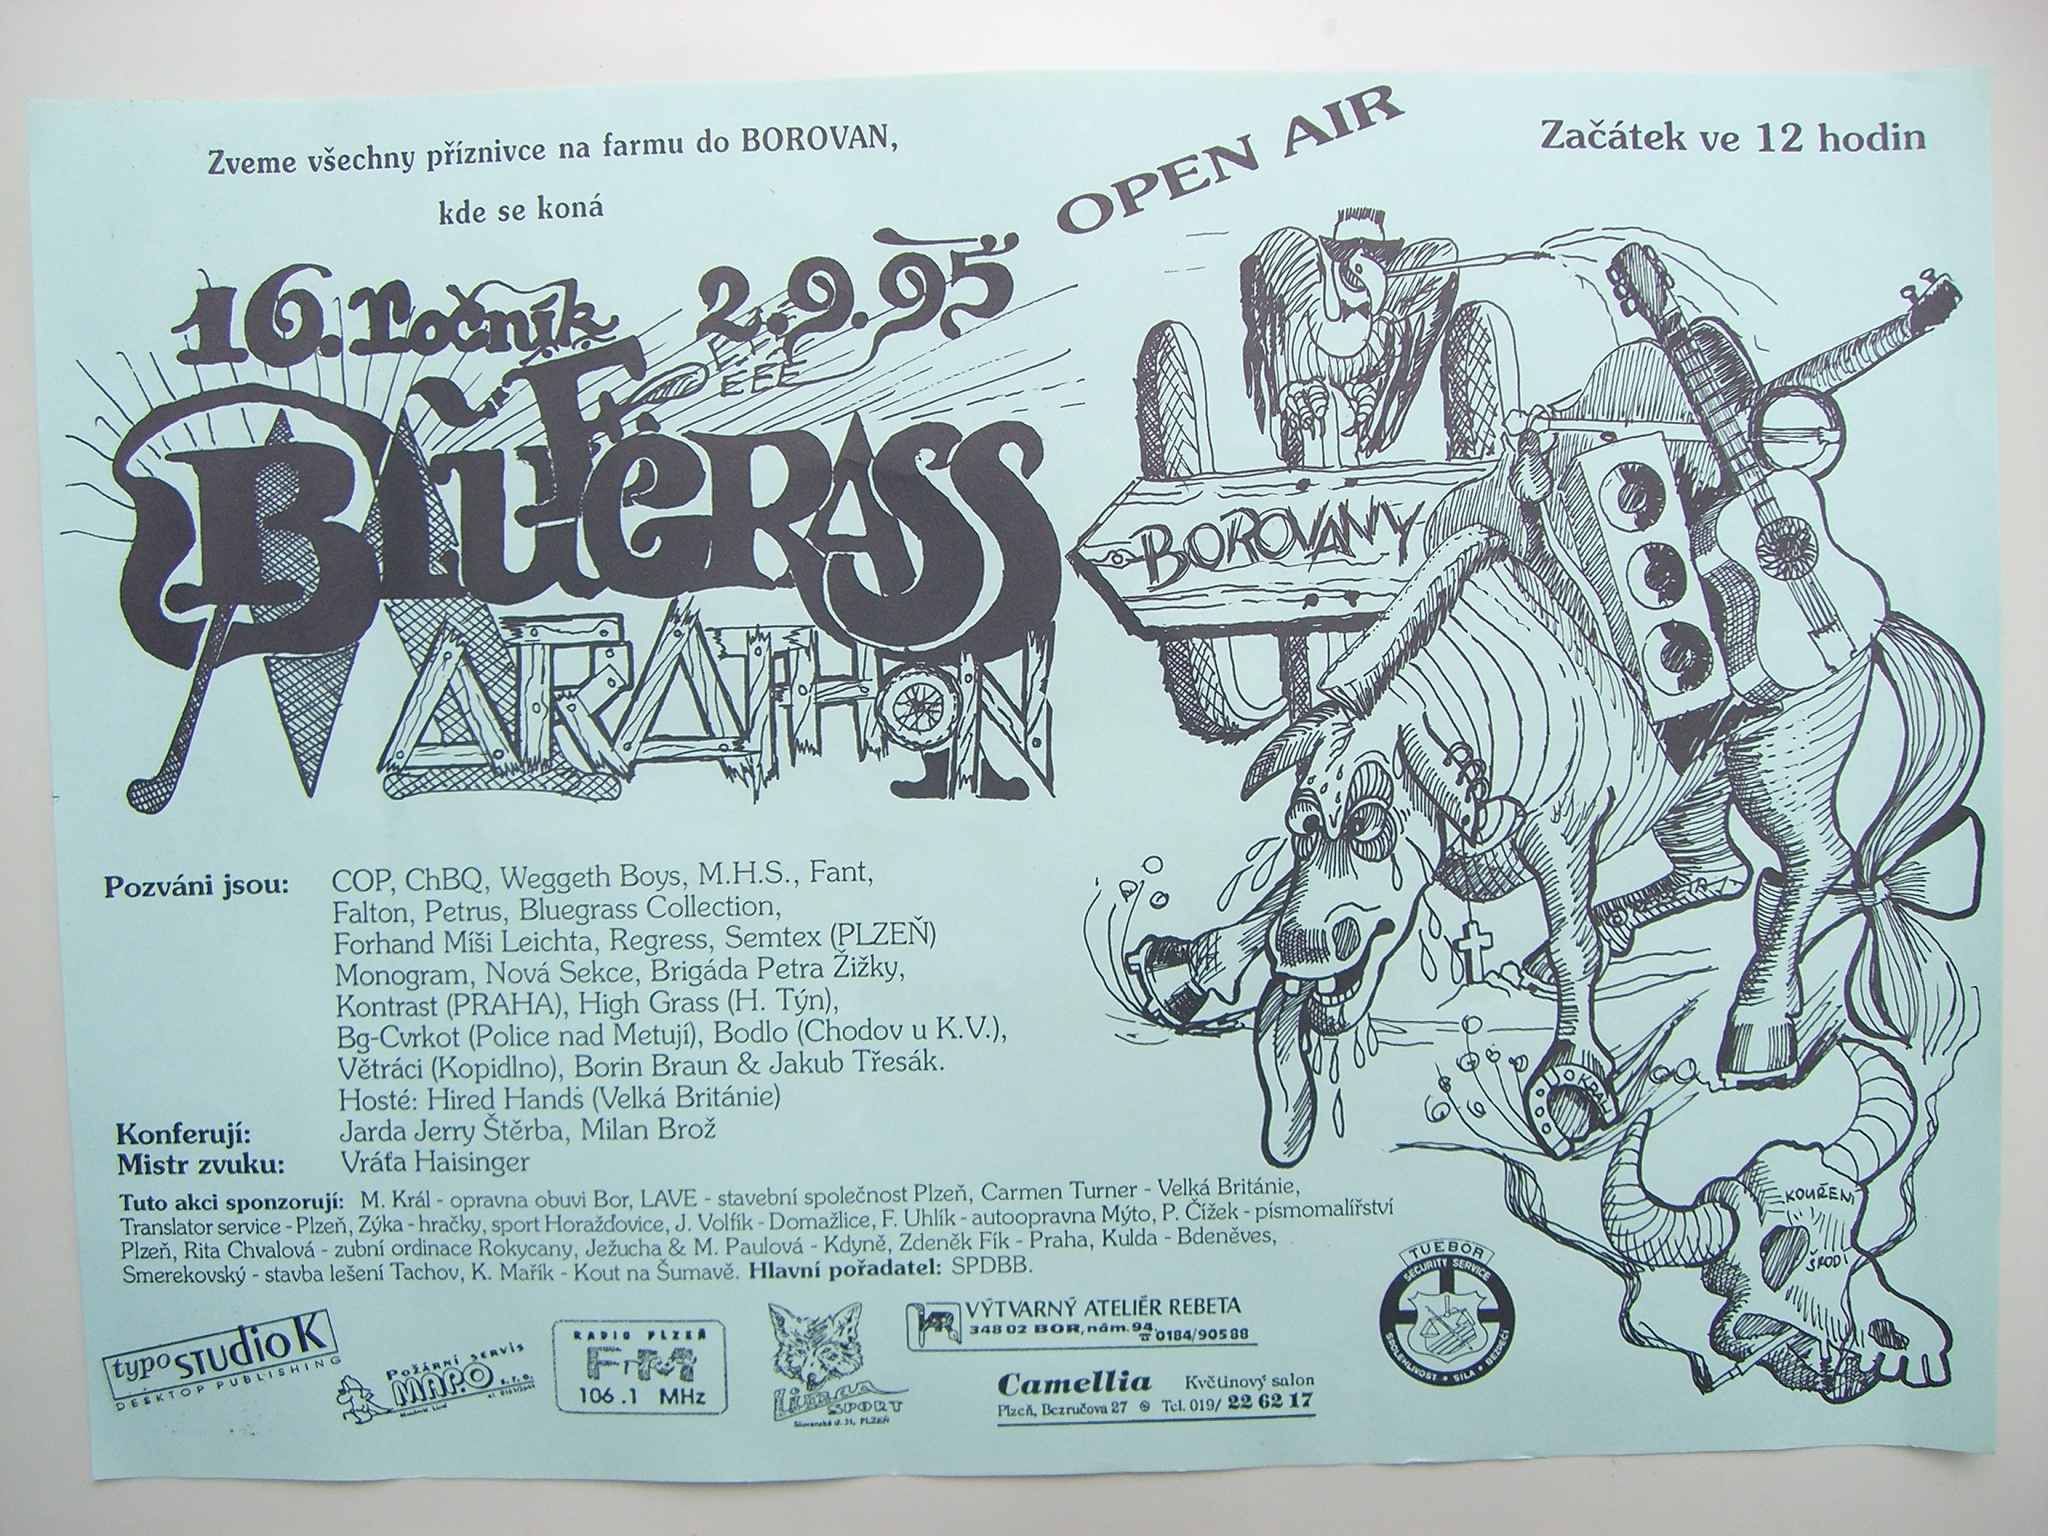 Zveme všechny příznivce na farmu do BOROVAN,
kde se koná
OPEN AIR
Začátek ve 12 hodin
16. ročník 2.9.95
BLUEGRASS
MARATHON
BOROVANY
Pozváni jsou: COP, ChBQ, Weggeth Boys, M.H.S., Fant,
Falton, Petrus, Bluegrass Collection,
Forhand Míši Leichta, Regress, Semtex (PLZEŇ)
Monogram, Nová Sekce, Brigáda Petra Žižky,
Kontrast (PRAHA), High Grass (H. Týn),
Bg-Cvrkot (Police nad Metují), Bodlo (Chodov u K.V.),
Větráci (Kopidlno), Borin Braun & Jakub Třesák.
Hosté: Hired Hands (Velká Británie)
Konferují: Jarda Jerry Štěrba, Milan Brož
Mistr zvuku: Vráťa Haisinger
Tuto akci sponzorují: M. Král - opravna obuvi Bor, LAVE - stavební společnost Plzeň, Carmen Turner - Velká Británie,
Translator service - Plzeň, Zýka - hračky, sport Horažďovice, J. Volfík - Domažlice, F. Uhlík - autoopravna Mýto, P. Čížek - písmomalířství
Plzeň, Rita Chvalová - zubní ordinace Rokycany, Ježucha & M. Paulová - Kdyně, Zdeněk Fík - Praha, Kulda - Bdeněves,
Smerekovský - stavba lešení Tachov, K. Mařík - Kout na Šumavě. Hlavní pořadatel: SPDBB.
KOUŘENÍ
ŠKODÍ
typo STUDIO K
DESKTOP PUBLISHING
Požární servis
MAPO s.r.o.
RADIO PLZEŇ
FM
106.1 MHz
SPORT
VÝTVARNÝ ATELIÉR REBETA
348 02 BOR, nám. 94, ☎ 0184/90588
Camellia Květinový salon
Plzeň, Bezručova 27 Tel. 019/ 22 62 17
TUEBOR
SECURITY SERVICE
SPOLEHLIVOST • SÍLA • BEZPEČÍ